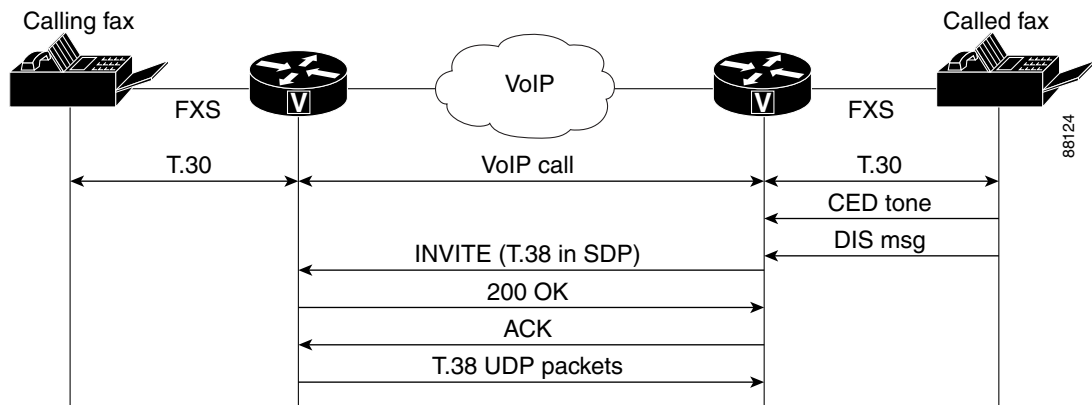 Calling fax
Called fax
VoIP
V
V
FXS
FXS
88124
T.30
VoIP call
T.30
CED tone
DIS msg
INVITE (T.38 in SDP)
200 OK
ACK
T.38 UDP packets